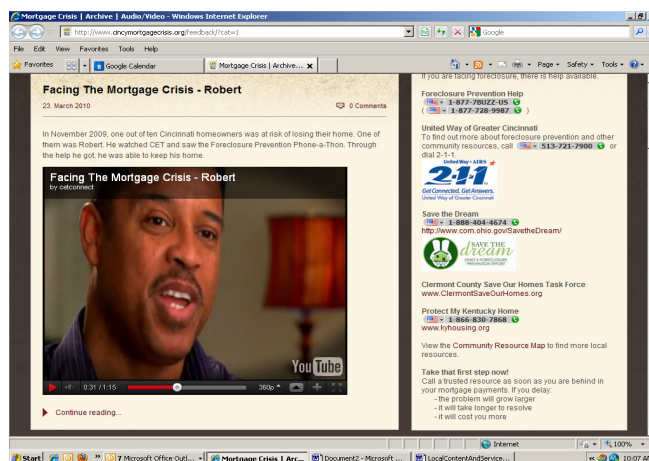 Mortgage Crisis | Archive | Audio/Video - Windows Internet Explorer
http://www.cincymortgagecrisis.org/feedback/?cat=1
Google
File Edit View Favorites Tools Help
Favorites
Google Calendar
Mortgage Crisis | Archive...
Page Safety Tools
Facing The Mortgage Crisis - Robert
23. March 2010
0 Comments
In November 2009, one out of ten Cincinnati homeowners was at risk of losing their home. One of
them was Robert. He watched CET and saw the Foreclosure Prevention Phone-a-Thon. Through
the help he got, he was able to keep his home.
Facing The Mortgage Crisis - Robert
by cetconnect
YouTube
0:31 / 1:15
360p
Continue reading...
If you are facing foreclosure, there is help available.
Foreclosure Prevention Help
1-877-7BUZZ-US
( 1-877-728-9987 )
United Way of Greater Cincinnati
To find out more about foreclosure prevention and other
community resources, call 513-721-7900 or
dial 2-1-1.
United Way • AIRS
2-1-1
Get Connected. Get Answers.
United Way of Greater Cincinnati
Save the Dream
1-888-404-4674
http://www.com.ohio.gov/SavetheDream/
SAVE THE
dream
OHIO'S FORECLOSURE
PREVENTION EFFORT
Clermont County Save Our Homes Task Force
www.ClermontSaveOurHomes.org
Protect My Kentucky Home
1-866-830-7868
www.kyhousing.org
View the Community Resource Map to find more local
resources.
Take that first step now!
Call a trusted resource as soon as you are behind in
your mortgage payments. If you delay:
- the problem will grow larger
- it will take longer to resolve
- it will cost you more
Internet
100%
Start
7 Microsoft Office Outl...
Mortgage Crisis | Arc...
Document2 - Microsoft ...
LocalContentAndService...
10:07 AM